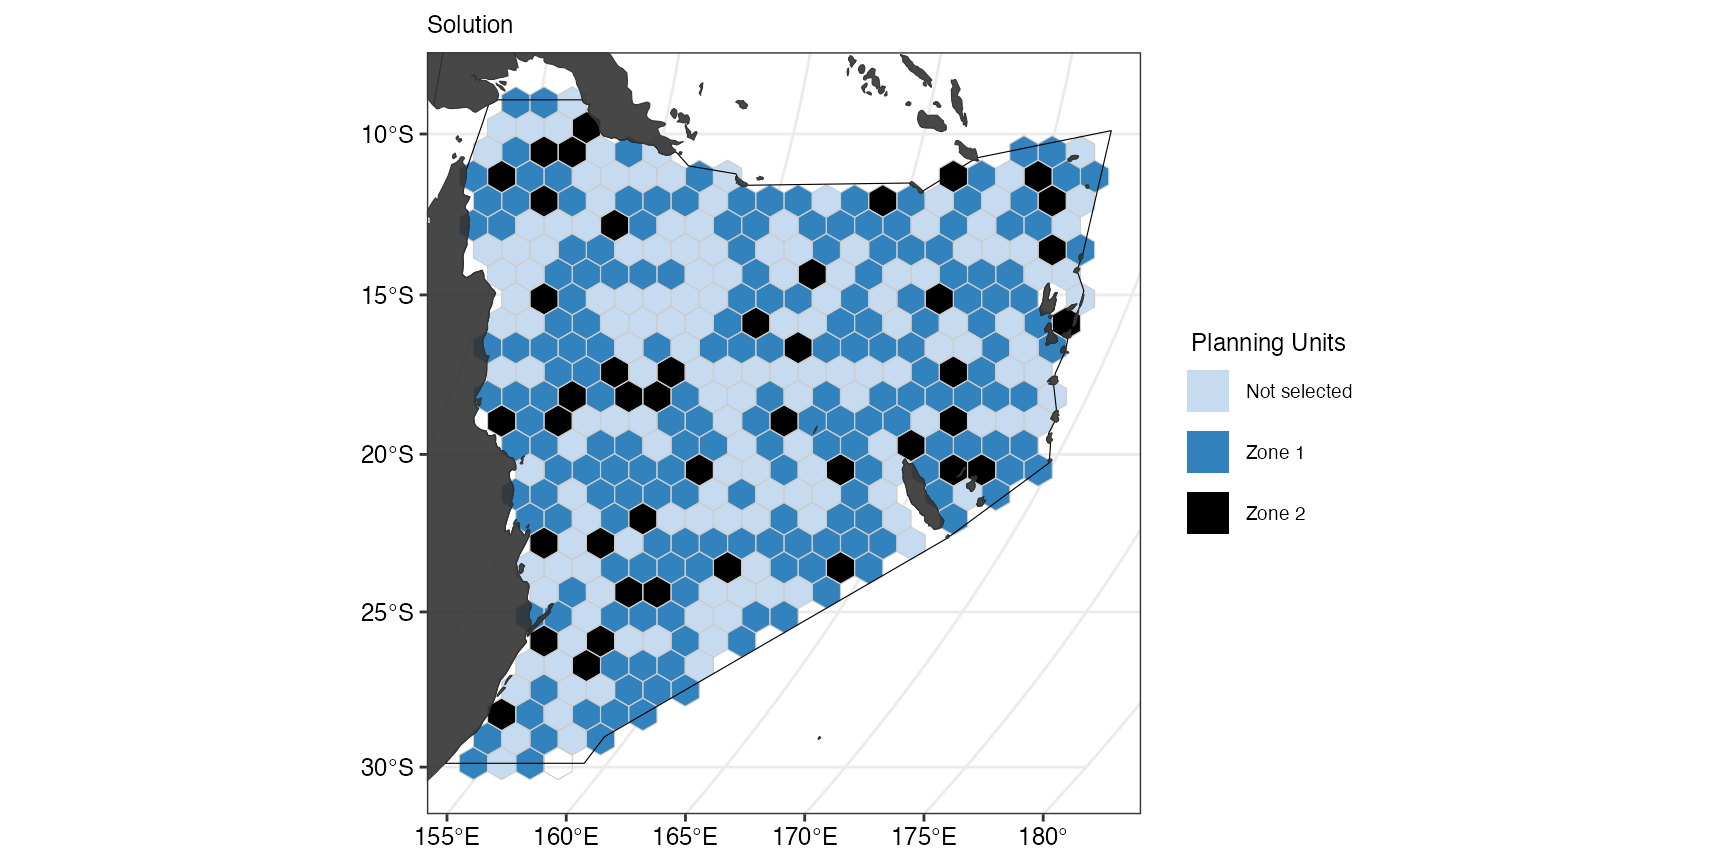 Solution
10°S
15°S
20°S
25°S
30°S
155°E 160°E 165°E 170°E 175°E 180°
Planning Units
Not selected
Zone 1
Zone 2